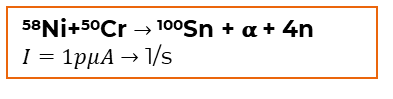 ⁵⁸Ni+⁵⁰Cr → ¹⁰⁰Sn + α + 4n
I = 1pμA → 1/s